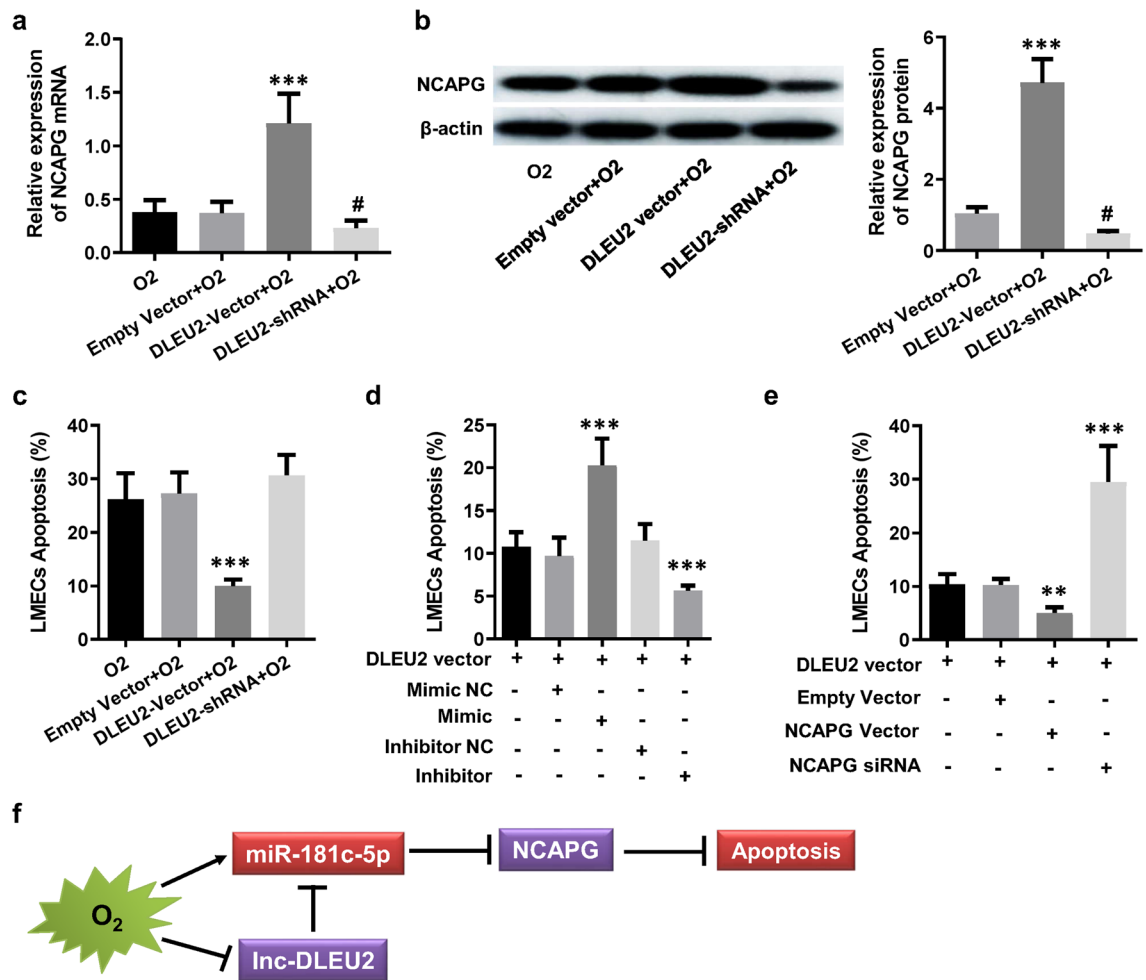 a
Relative expression
of NCAPG mRNA
2.0
1.5
1.0
0.5
0.0
***
#
O2
Empty Vector+O2
DLEU2-Vector+O2
DLEU2-shRNA+O2
b
NCAPG
β-actin
O2
Empty vector+O2
DLEU2 vector+O2
DLEU2-shRNA+O2
Relative expression
of NCAPG protein
6
4
2
0
***
#
Empty Vector+O2
DLEU2-Vector+O2
DLEU2-shRNA+O2
c
LMECs Apoptosis (%)
40
30
20
10
0
***
O2
Empty Vector+O2
DLEU2-Vector+O2
DLEU2-shRNA+O2
d
LMECs Apoptosis (%)
25
20
15
10
5
0
***
***
DLEU2 vector + + + + +
Mimic NC - + - - -
Mimic - - + - -
Inhibitor NC - - - + -
Inhibitor - - - - +
e
LMECs Apoptosis (%)
40
30
20
10
0
**
***
DLEU2 vector + + + +
Empty Vector - + - -
NCAPG Vector - - + -
NCAPG siRNA - - - +
f
O₂
miR-181c-5p
NCAPG
Apoptosis
lnc-DLEU2